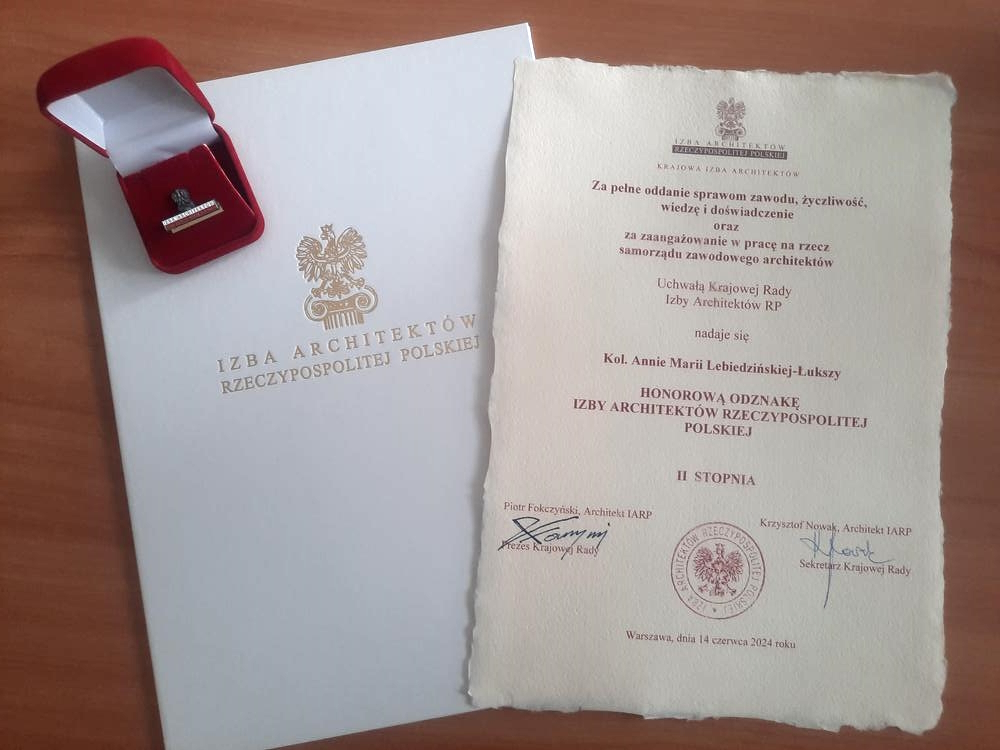 IZBA ARCHITEKTÓW
IZBA ARCHITEKTÓW
RZECZYPOSPOLITEJ POLSKIEJ
IZBA ARCHITEKTÓW
RZECZYPOSPOLITEJ POLSKIEJ
KRAJOWA IZBA ARCHITEKTÓW
Za pełne oddanie sprawom zawodu, życzliwość,
wiedzę i doświadczenie
oraz
za zaangażowanie w pracę na rzecz
samorządu zawodowego architektów
Uchwałą Krajowej Rady
Izby Architektów RP
nadaje się
Kol. Annie Marii Lebiedzińskiej-Łukszy
HONOROWĄ ODZNAKĘ
IZBY ARCHITEKTÓW RZECZYPOSPOLITEJ
POLSKIEJ
II STOPNIA
Piotr Fokczyński, Architekt IARP
Prezes Krajowej Rady
Krzysztof Nowak, Architekt IARP
Sekretarz Krajowej Rady
IZBA ARCHITEKTÓW RZECZYPOSPOLITEJ POLSKIEJ
Warszawa, dnia 14 czerwca 2024 roku